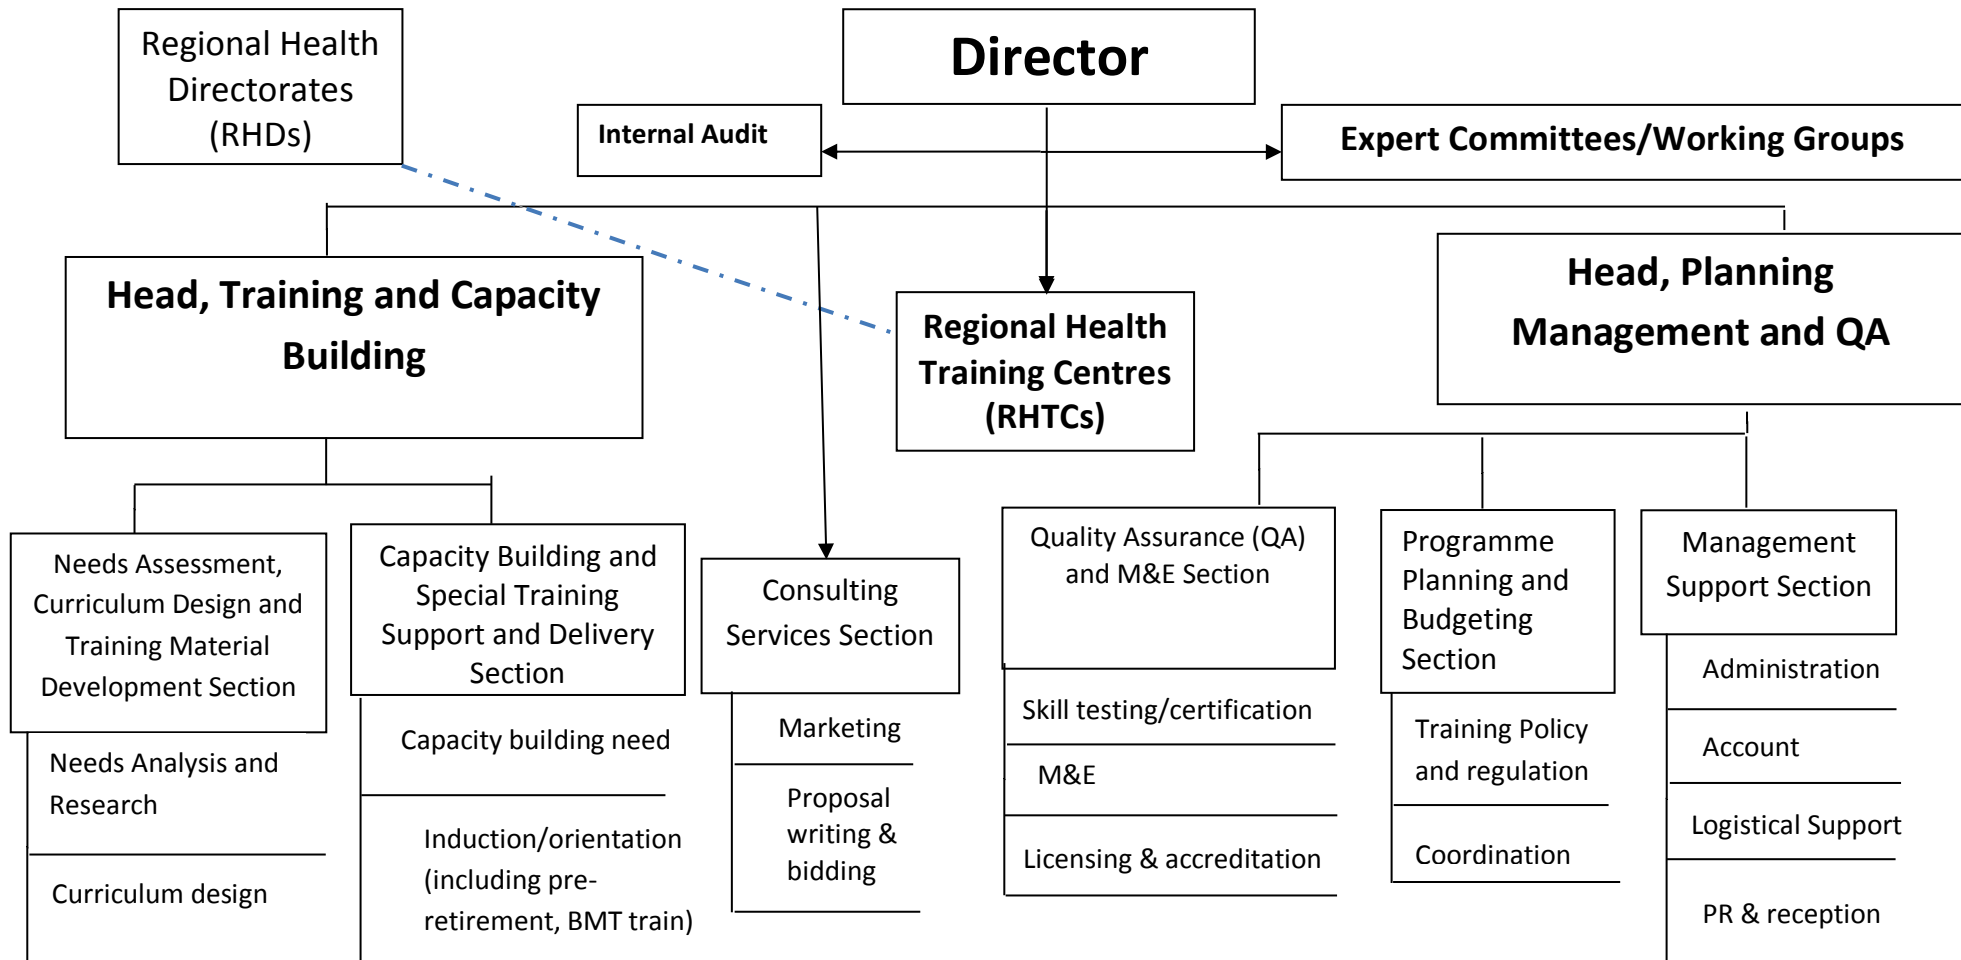 Regional Health
Directorates
(RHDs)
Director
Internal Audit
Expert Committees/Working Groups
Head, Training and Capacity
Building
Regional Health
Training Centres
(RHTCs)
Head, Planning
Management and QA
Needs Assessment,
Curriculum Design and
Training Material
Development Section
Needs Analysis and
Research
Curriculum design
Capacity Building and
Special Training
Support and Delivery
Section
Capacity building need
Induction/orientation
(including pre-
retirement, BMT train)
Consulting
Services Section
Marketing
Proposal
writing &
bidding
Quality Assurance (QA)
and M&E Section
Skill testing/certification
M&E
Licensing & accreditation
Programme
Planning and
Budgeting
Section
Training Policy
and regulation
Coordination
Management
Support Section
Administration
Account
Logistical Support
PR & reception